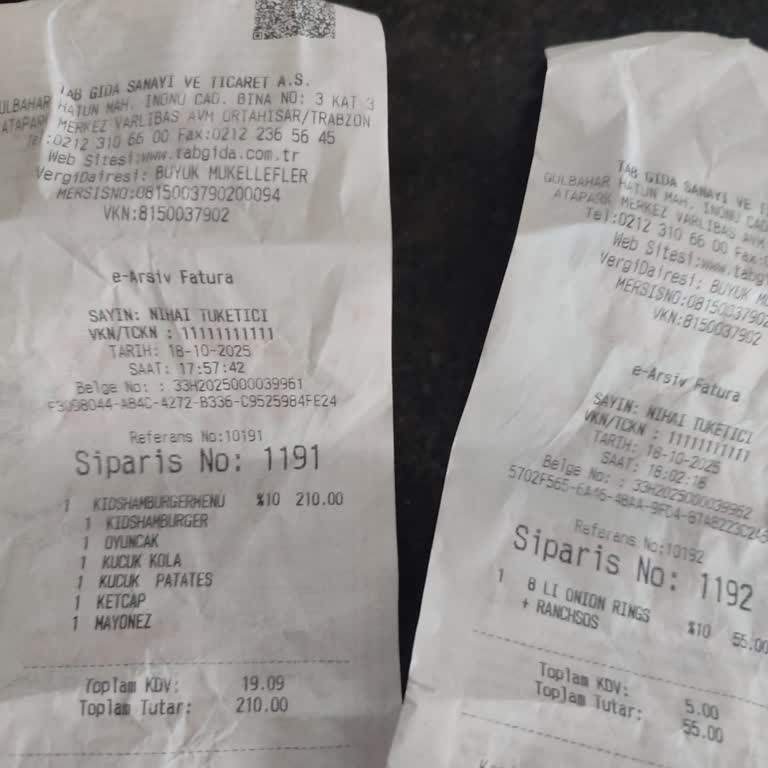 TAB GIDA SANAYI VE TICARET A.S.
ULBAHAR HATUN MAH. INONU CAD. BINA NO: 3 KAT 3
ATAPARK MERKEZ VARLIBAS AVM ORTAHISAR/TRABZON
Tel:0212 310 66 00 Fax:0212 236 56 45
Web Sitesi:www.tabgida.com.tr
VergiDairesi: BUYUK MUKELLEFLER
MERSISNO:0815003790200094
VKN:8150037902
e-Arsiv Fatura
SAYIN: NIHAI TUKETICI
VKN/TCKN : 11111111111
TARIH: 18-10-2025
SAAT: 17:57:42
Belge No: : 33H2025000039961
F3098044-AB4C-4272-B336-C9525984FE24
Referans No:10191
Siparis No: 1191
1 KIDSHAMBURGERMENU %10 210.00
1 KIDSHAMBURGER
1 OYUNCAK
1 KUCUK KOLA
1 KUCUK PATATES
1 KETCAP
1 MAYONEZ
Toplam KDV: 19.09
Toplam Tutar: 210.00
TAB GIDA SANAYI VE T
GULBAHAR HATUN MAH. INONU CAD
ATAPARK MERKEZ VARLIBAS AVM
Tel:0212 310 66 00 Fax:
Web Sitesi:www.tabg
VergiDairesi: BUYUK MU
MERSISNO:081500037902
VKN:8150037902
e-Arsiv Fatura
SAYIN: NIHAI TUKETICI
VKN/TCKN : 11111111111
TARIH: 18-10-2025
SAAT: 18:02:18
Belge No: : 33H2025000039962
Referans No:10192
Siparis No: 1192
1 8 LI ONION RINGS
+ RANCHSOS %10 55.00
Toplam KDV: 5.00
Toplam Tutar: 55.00